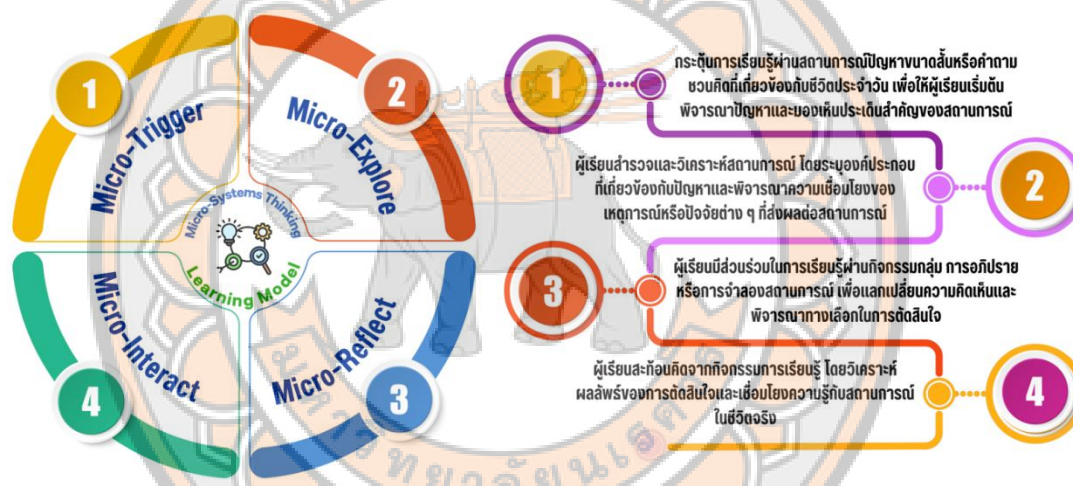 1
Micro-Trigger
2
Micro-Explore
Micro-Systems Thinking
Learning Model
4
Micro-Interact
3
Micro-Reflect
1
กระตุ้นการเรียนรู้ผ่านสถานการณ์ปัญหาขนาดสั้นหรือคำถาม
ชวนคิดที่เกี่ยวข้องกับชีวิตประจำวัน เพื่อให้ผู้เรียนเริ่มต้น
พิจารณาปัญหาและมองเห็นประเด็นสำคัญของสถานการณ์
ผู้เรียนสำรวจและวิเคราะห์สถานการณ์ โดยระบุองค์ประกอบ
ที่เกี่ยวข้องกับปัญหาและพิจารณาความเชื่อมโยงของ
เหตุการณ์หรือปัจจัยต่าง ๆ ที่ส่งผลต่อสถานการณ์
2
3
ผู้เรียนมีส่วนร่วมในการเรียนรู้ผ่านกิจกรรมกลุ่ม การอภิปราย
หรือการจำลองสถานการณ์ เพื่อแลกเปลี่ยนความคิดเห็นและ
พิจารณาทางเลือกในการตัดสินใจ
ผู้เรียนสะท้อนคิดจากกิจกรรมการเรียนรู้ โดยวิเคราะห์
ผลลัพธ์ของการตัดสินใจและเชื่อมโยงความรู้กับสถานการณ์
ในชีวิตจริง
4
มหาวิทยาลัยนเรศวร